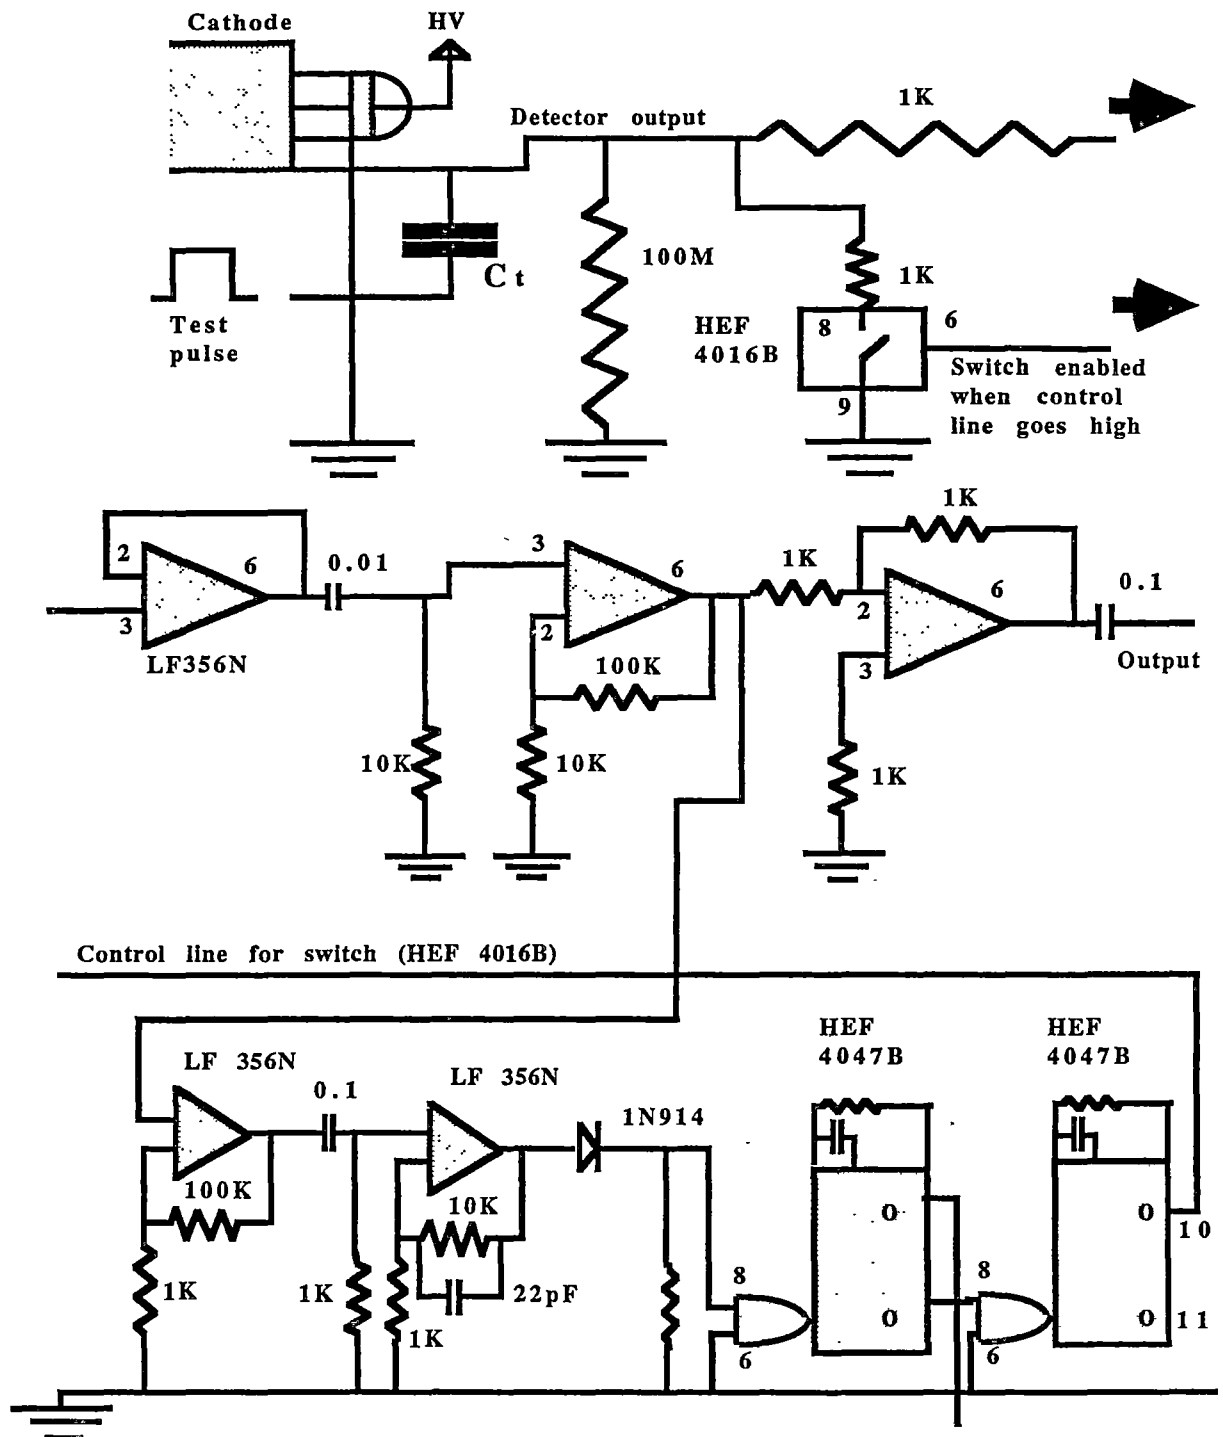 Cathode
HV
Detector output
1K
100M
C t
1K
Test
pulse
HEF
4016B
8
6
9
Switch enabled
when control
line goes high
2
6
3
LF356N
0.01
10K
3
6
2
100K
10K
1K
1K
2
6
3
1K
0.1
Output
Control line for switch (HEF 4016B)
LF 356N
0.1
LF 356N
1N914
HEF
4047B
HEF
4047B
100K
10K
1K
1K
1K
22pF
8
6
O
O
8
6
O
10
O
11